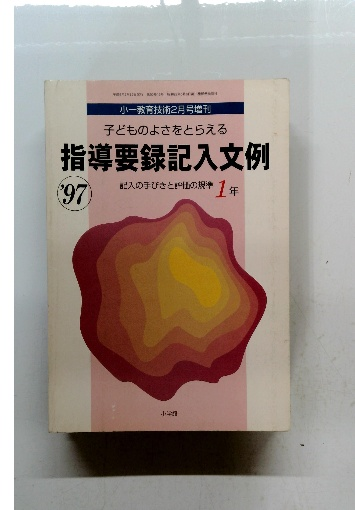 小一教育技術2月号増刊
子どものよさをとらえる
指導要録記入文例
'97
記入の手びきと評価の規準 1年
小学館